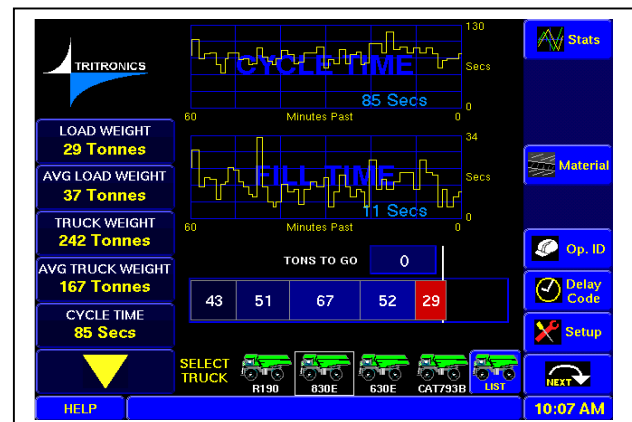 TRITRONICS
LOAD WEIGHT
29 Tonnes
AVG LOAD WEIGHT
37 Tonnes
TRUCK WEIGHT
242 Tonnes
AVG TRUCK WEIGHT
167 Tonnes
CYCLE TIME
85 Secs
HELP
130
CYCLE TIME
Secs
85 Secs
0
60
Minutes Past
34
FILL TIME
Secs
11 Secs
0
60
Minutes Past
TONS TO GO
0
43 51 67 52 29
SELECT
TRUCK
R190 830E 630E CAT793B LIST
Stats
Material
Op. ID
Delay
Code
Setup
NEXT
10:07 AM